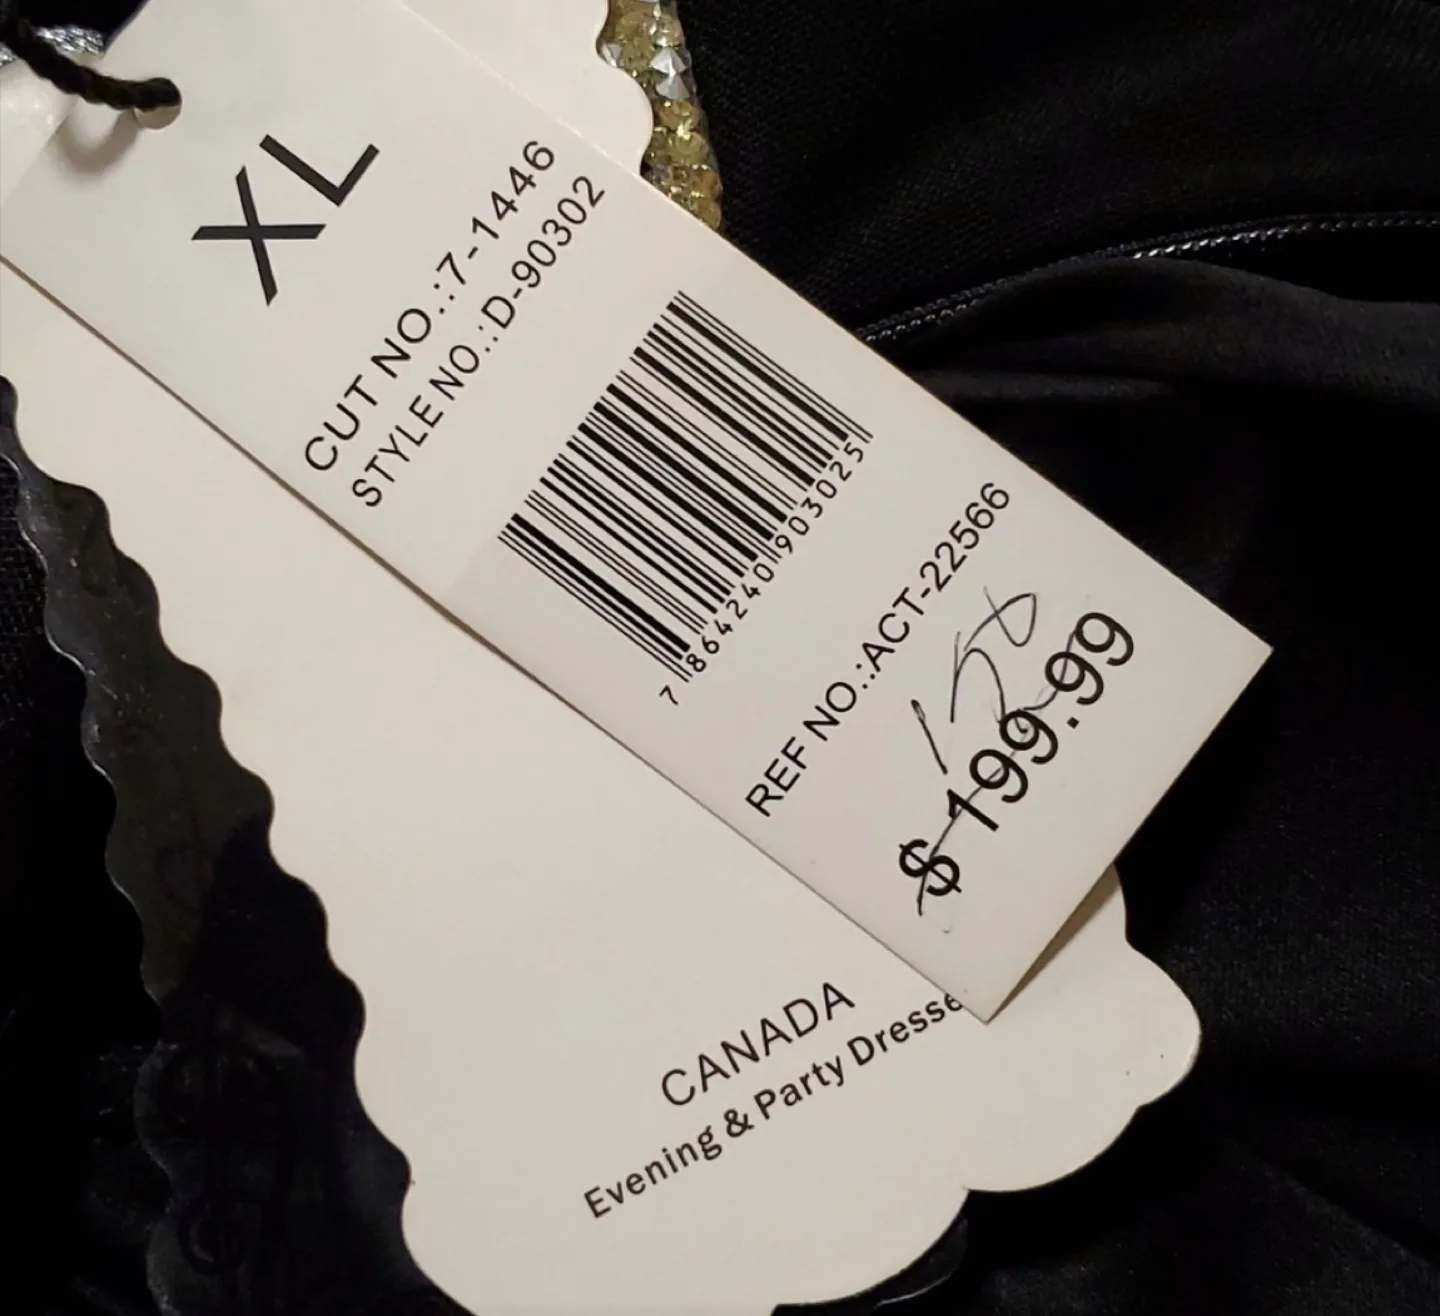 XL
CUT NO.:7-1446
STYLE NO.:D-90302
7 864240 903025
REF NO.:ACT-22566
150
$199.99
CANADA
Evening & Party Dresse